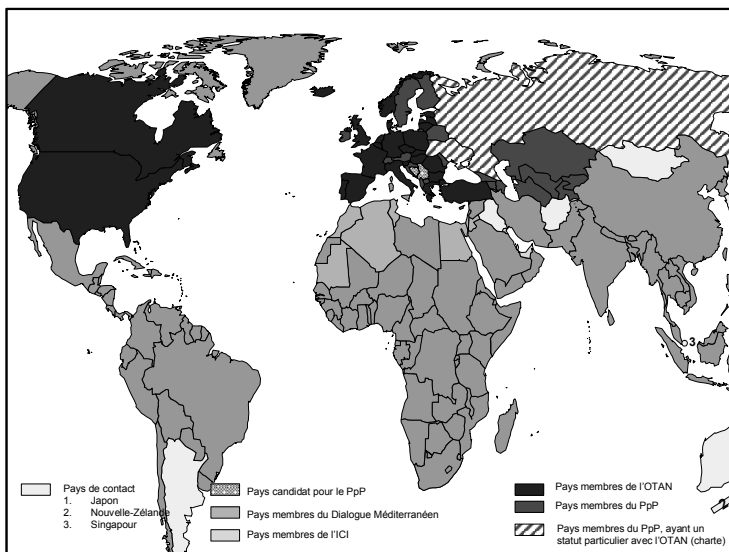 3
Pays de contact
1. Japon
2. Nouvelle-Zélande
3. Singapour
Pays candidat pour le PpP
Pays membres du Dialogue Méditerranéen
Pays membres de l'ICI
Pays membres de l'OTAN
Pays membres du PpP
Pays membres du PpP, ayant un
statut particulier avec l'OTAN (charte)